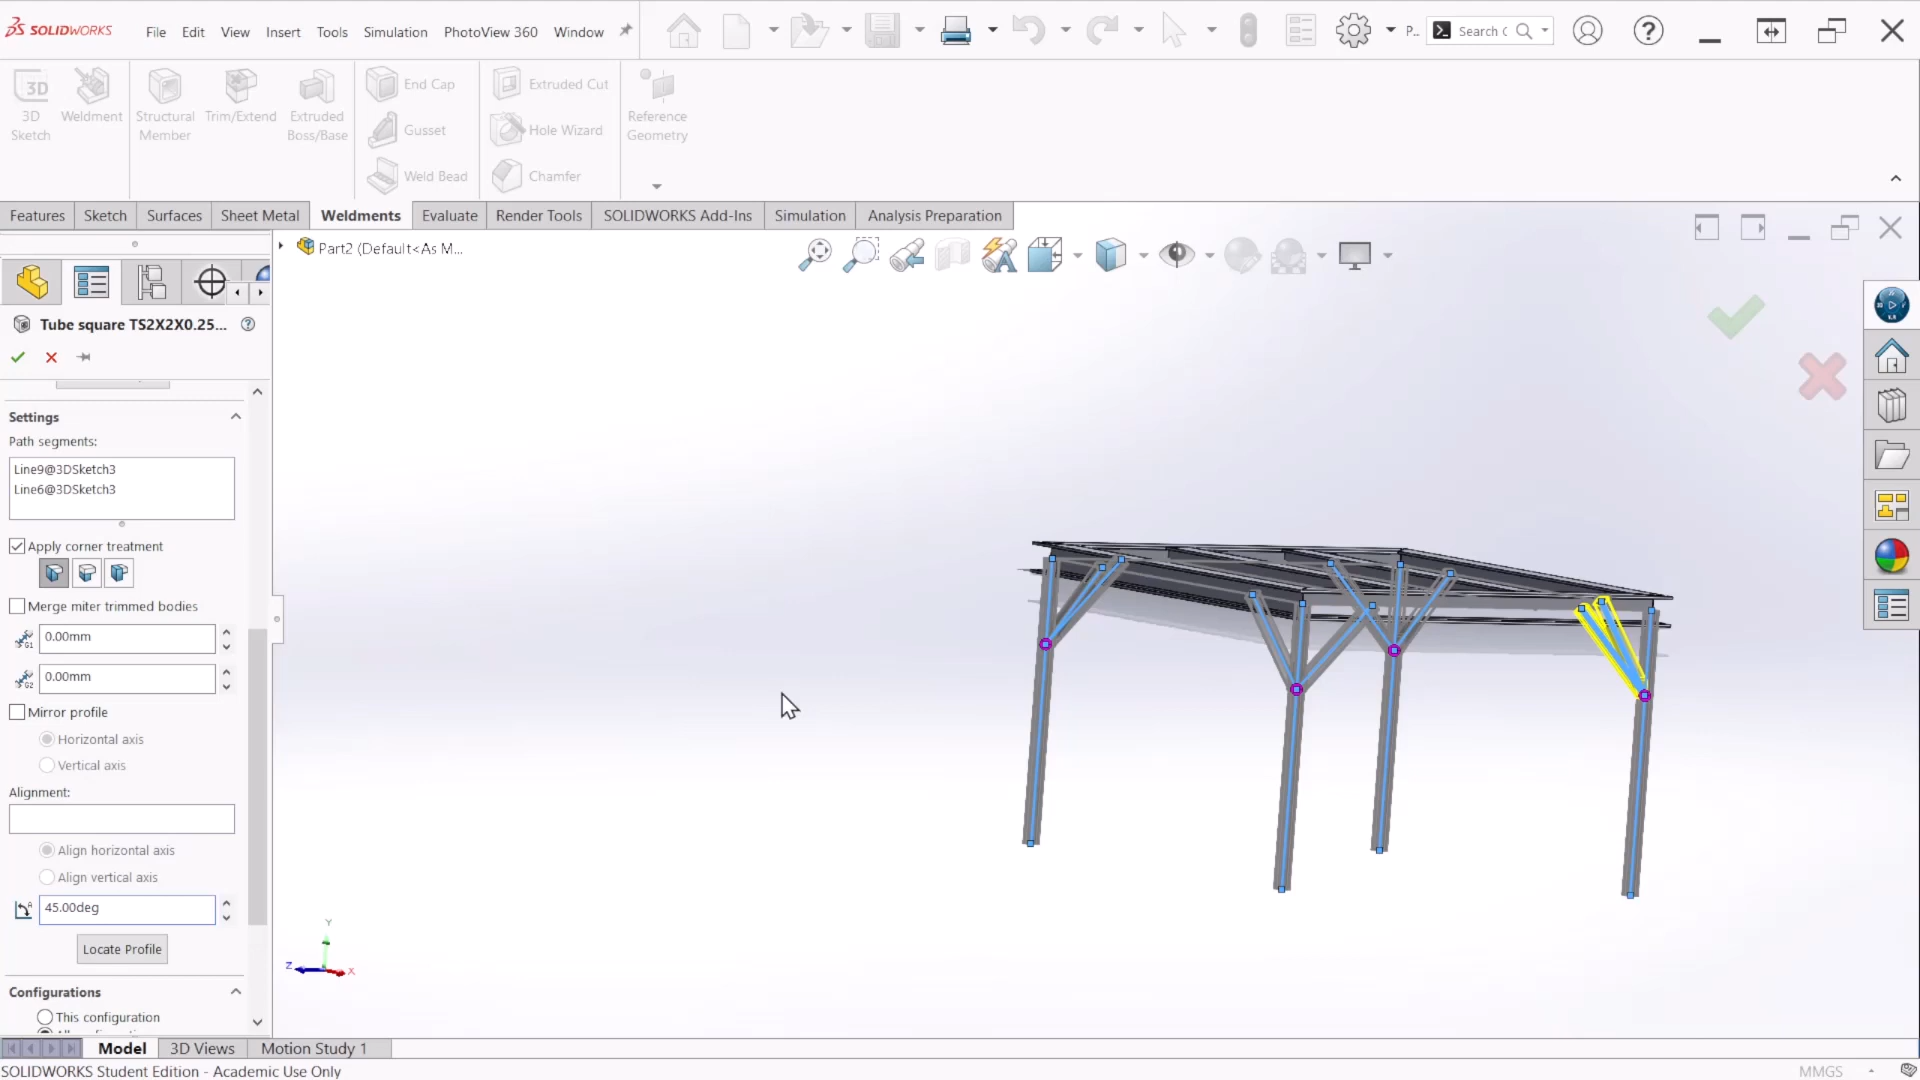 SOLIDWORKS
File Edit View Insert Tools Simulation PhotoView 360 Window
P..
Search
3D Sketch
Weldment
Structural Member
Trim/Extend
Extruded Boss/Base
End Cap
Gusset
Weld Bead
Extruded Cut
Hole Wizard
Chamfer
Reference Geometry
Features Sketch Surfaces Sheet Metal Weldments Evaluate Render Tools SOLIDWORKS Add-Ins Simulation Analysis Preparation
Part2 (Default<As M...
Tube square TS2X2X0.25...
Settings
Path segments:
Line9@3DSketch3
Line6@3DSketch3
Apply corner treatment
Merge miter trimmed bodies
G1
0.00mm
G2
0.00mm
Mirror profile
Horizontal axis
Vertical axis
Alignment:
Align horizontal axis
Align vertical axis
45.00deg
Locate Profile
Configurations
This configuration
Y
Z
X
Model 3D Views Motion Study 1
SOLIDWORKS Student Edition - Academic Use Only
MMGS